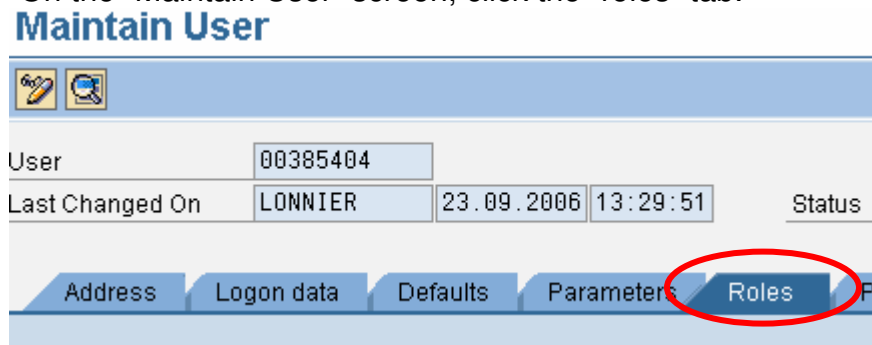 Maintain User
User 00385404
Last Changed On LONNIER 23.09.2006 13:29:51 Status
Address Logon data Defaults Parameters Roles